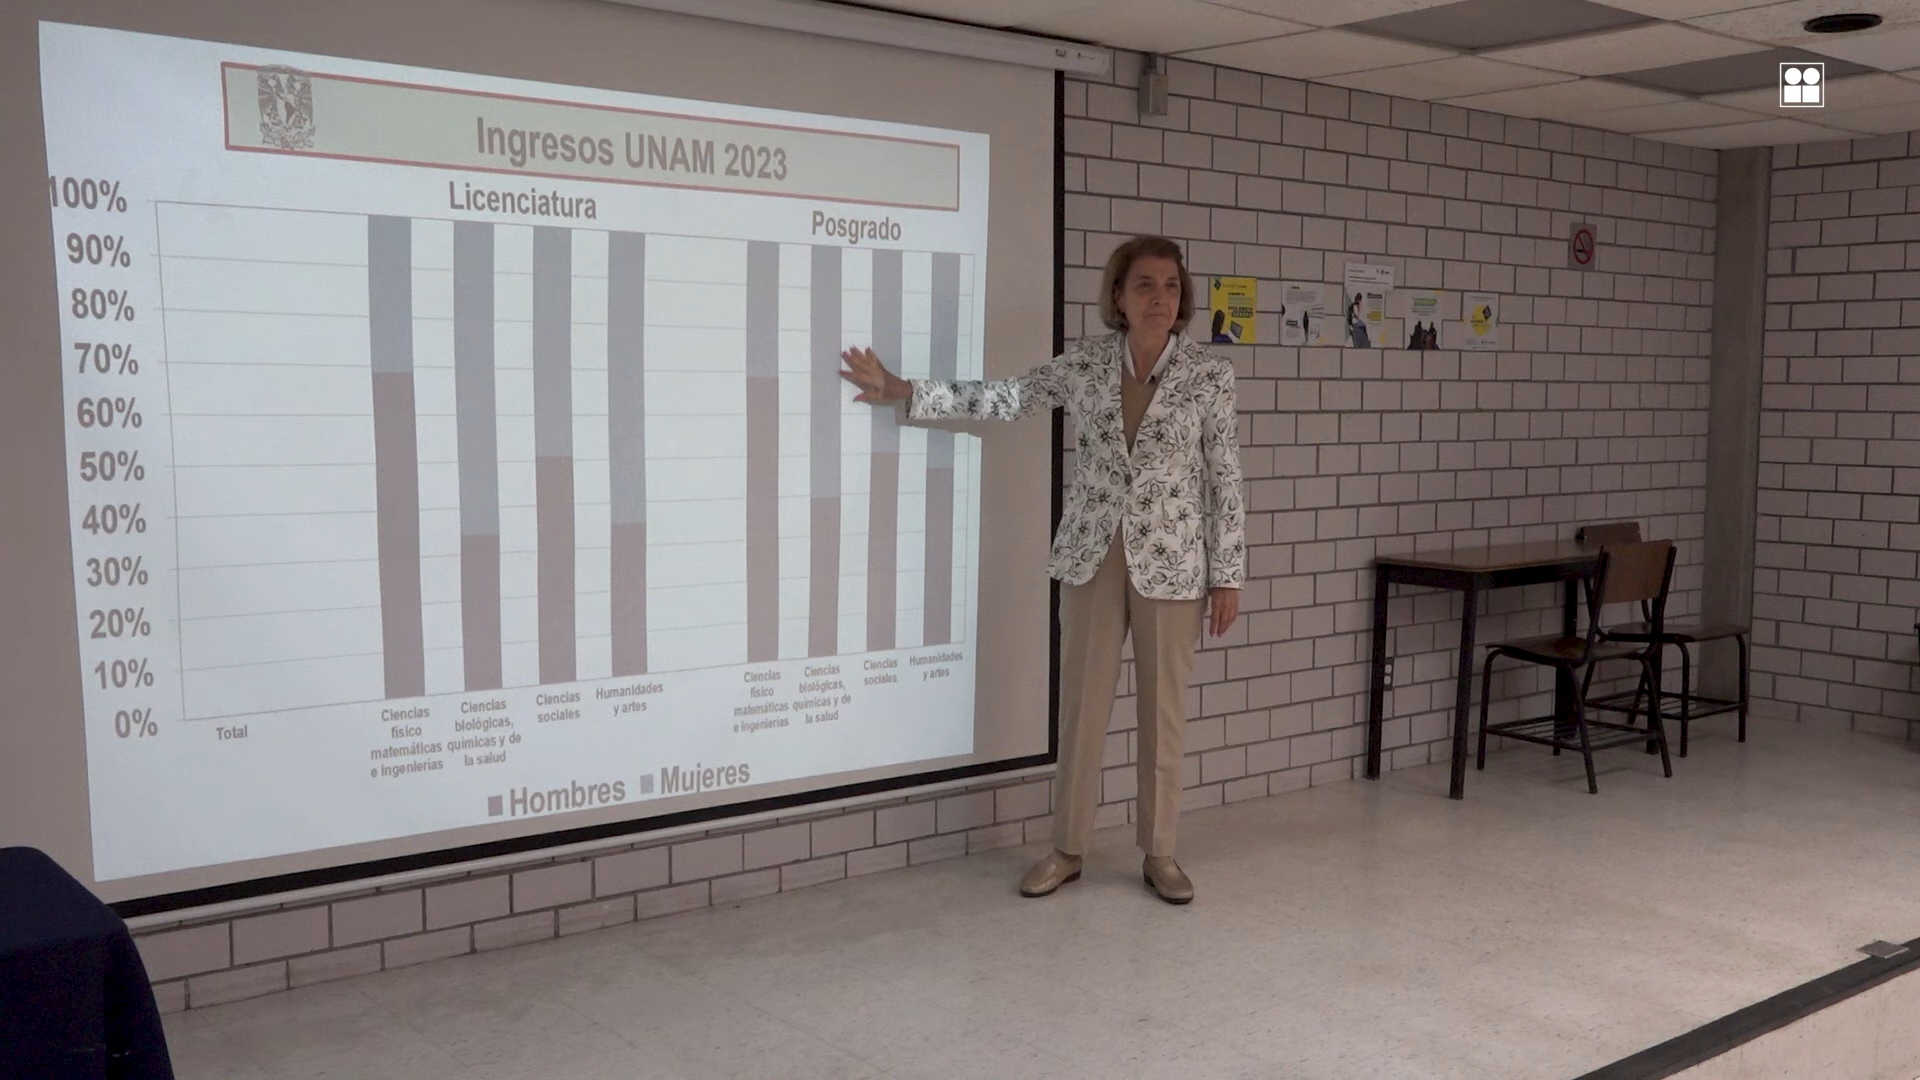 Ingresos UNAM 2023
Licenciatura
Posgrado
100%
90%
80%
70%
60%
50%
40%
30%
20%
10%
0%
Total
Ciencias
físico
matemáticas
e ingenierías
Ciencias
biológicas,
químicas y de
la salud
Ciencias
sociales
Humanidades
y artes
Ciencias
físico
matemáticas
e ingenierías
Ciencias
biológicas,
químicas y de
la salud
Ciencias
sociales
Humanidades
y artes
Hombres Mujeres